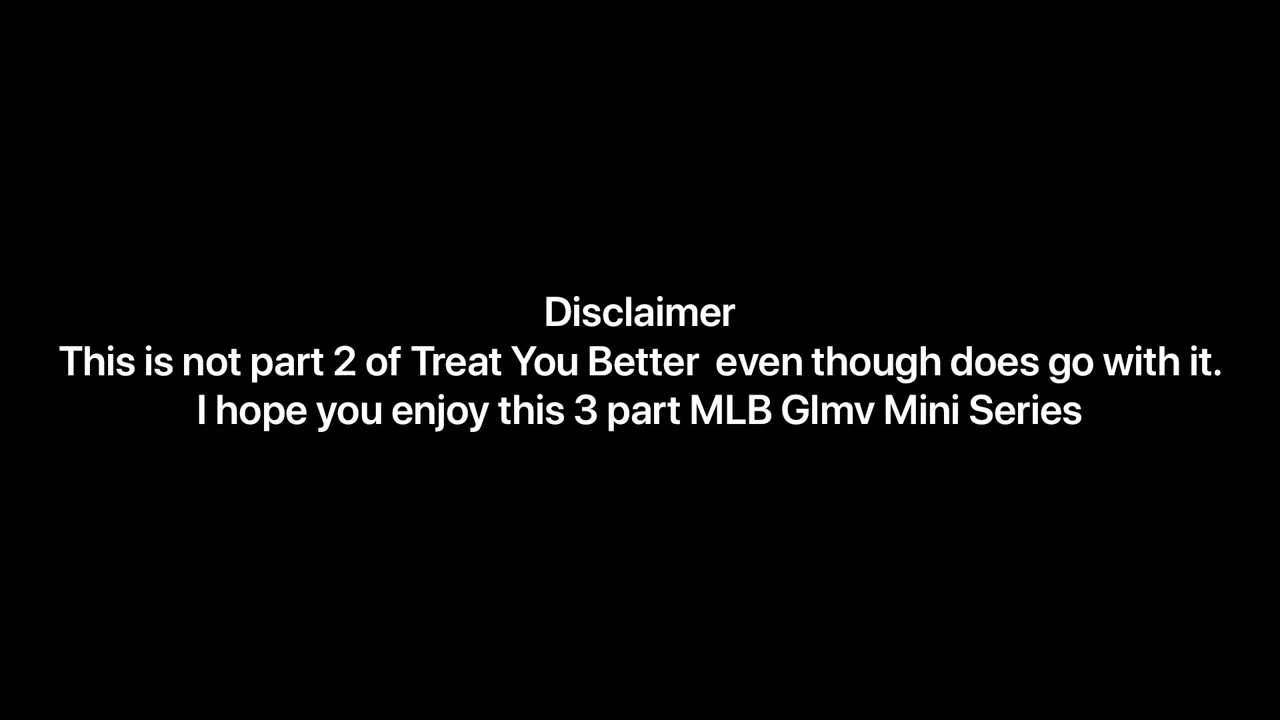 Disclaimer
This is not part 2 of Treat You Better  even though does go with it.
I hope you enjoy this 3 part MLB Glmv Mini Series